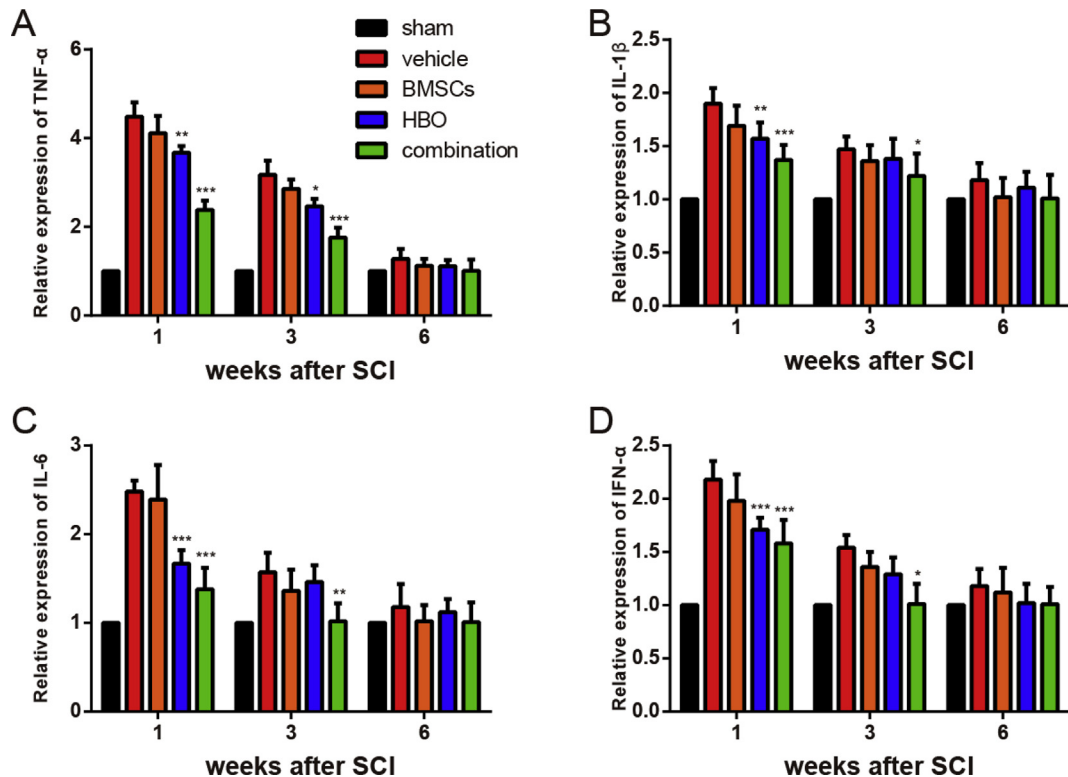 A
Relative expression of TNF-α
6
4
2
0
**
***
*
***
1
3
6
weeks after SCI
sham
vehicle
BMSCs
HBO
combination
B
Relative expression of IL-1β
2.5
2.0
1.5
1.0
0.5
0.0
**
***
*
1
3
6
weeks after SCI
C
Relative expression of IL-6
3
2
1
0
***
***
**
1
3
6
weeks after SCI
D
Relative expression of IFN-α
2.5
2.0
1.5
1.0
0.5
0.0
***
***
*
1
3
6
weeks after SCI